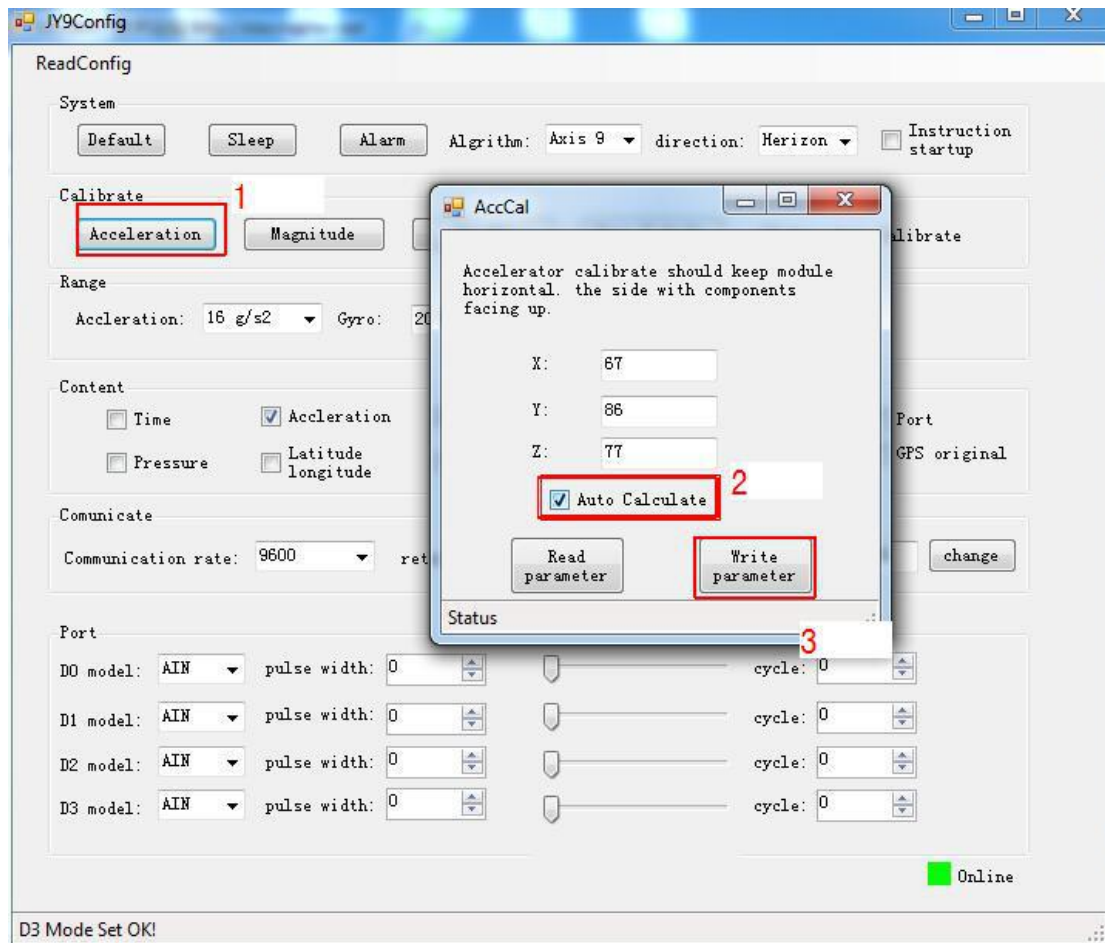 JY9Config
ReadConfig
System
Default Sleep Alarm Algrithm: Axis 9 direction: Herizon Instruction startup
Calibrate 1
Acceleration Magnitude alibrate
Range
Accleration: 16 g/s2 Gyro: 20
Content
Time Accleration Port
Pressure Latitude longitude GPS original
Comunicate
Communication rate: 9600 ret change
AccCal
Accelerator calibrate should keep module
horizontal. the side with components
facing up.
X: 67
Y: 86
Z: 77
Auto Calculate 2
Read parameter Write parameter
Status
3
Port
D0 model: AIN pulse width: 0 cycle: 0
D1 model: AIN pulse width: 0 cycle: 0
D2 model: AIN pulse width: 0 cycle: 0
D3 model: AIN pulse width: 0 cycle: 0
Online
D3 Mode Set OK!